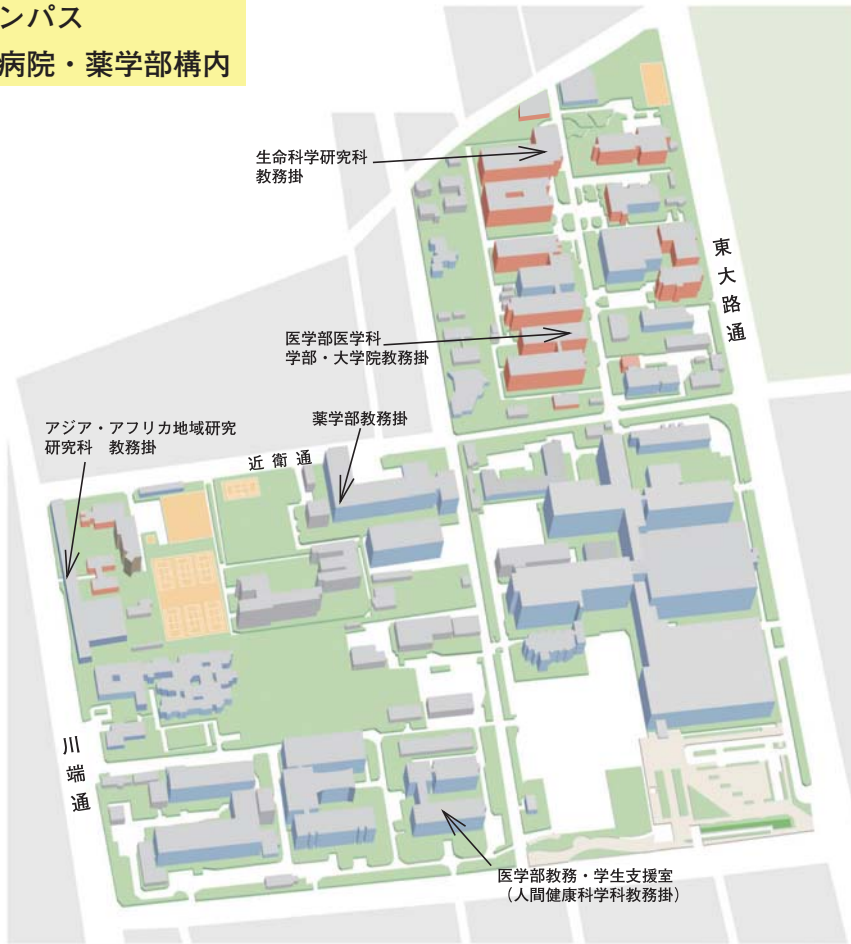 ンパス
病院・薬学部構内
生命科学研究科
教務掛
東大路通
医学部医学科
学部・大学院教務掛
薬学部教務掛
アジア・アフリカ地域研究
研究科　教務掛
近衛通
川端通
医学部教務・学生支援室
（人間健康科学科教務掛）